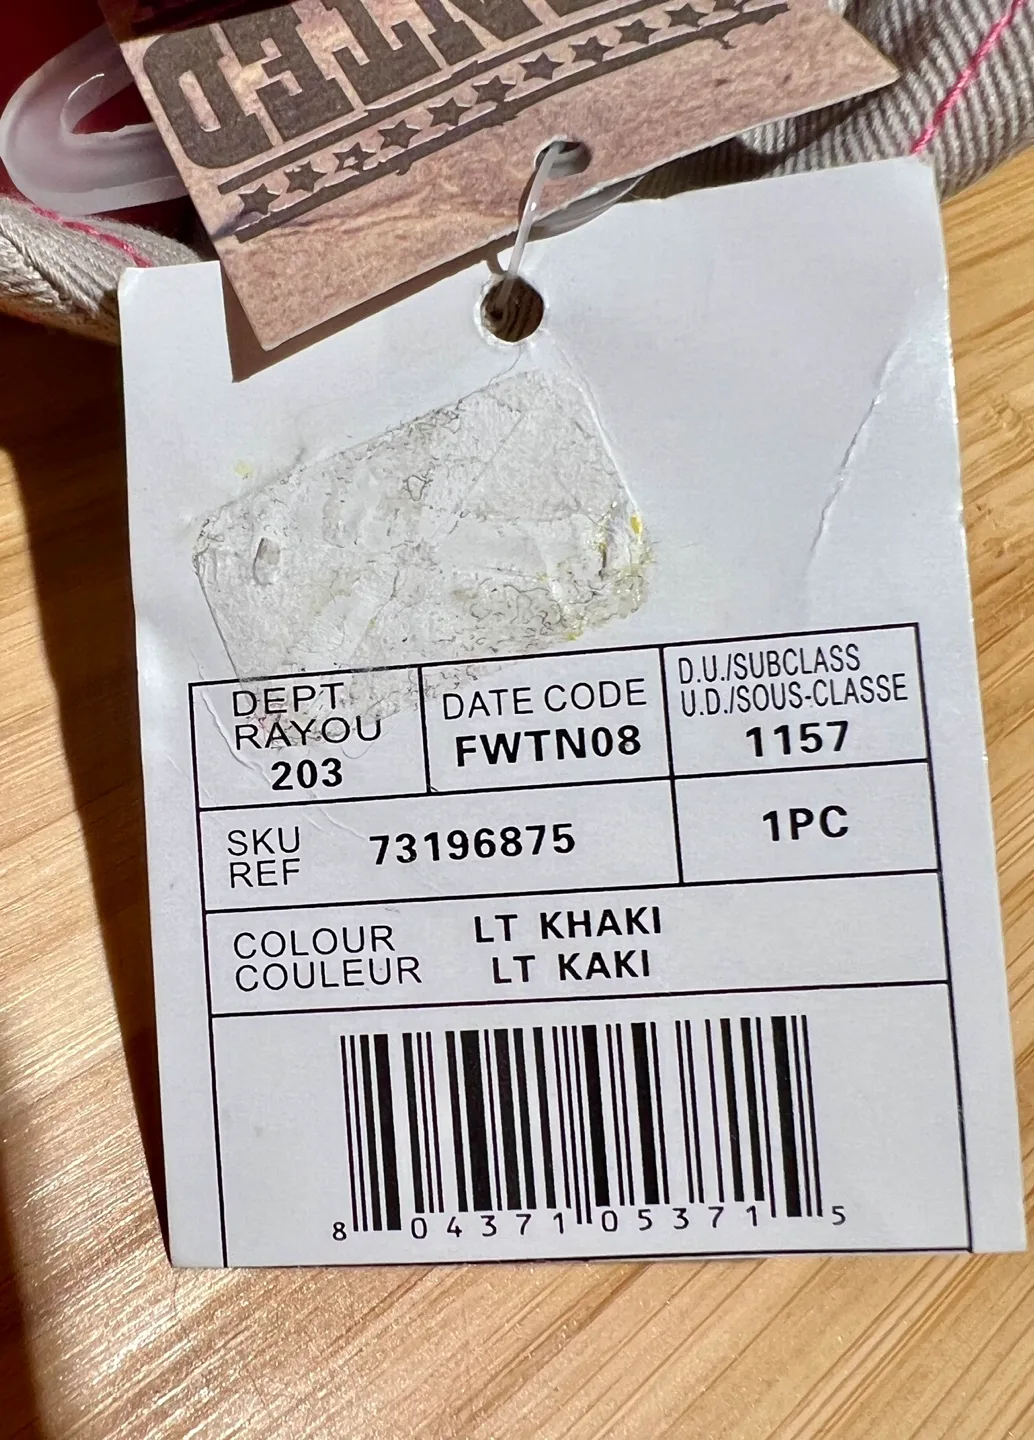 NTED
DEPT
RAYOU
203
DATE CODE
FWTN08
D.U./SUBCLASS
U.D./SOUS-CLASSE
1157
SKU
REF
73196875
1PC
COLOUR LT KHAKI
COULEUR LT KAKI
8 04371 05371 5